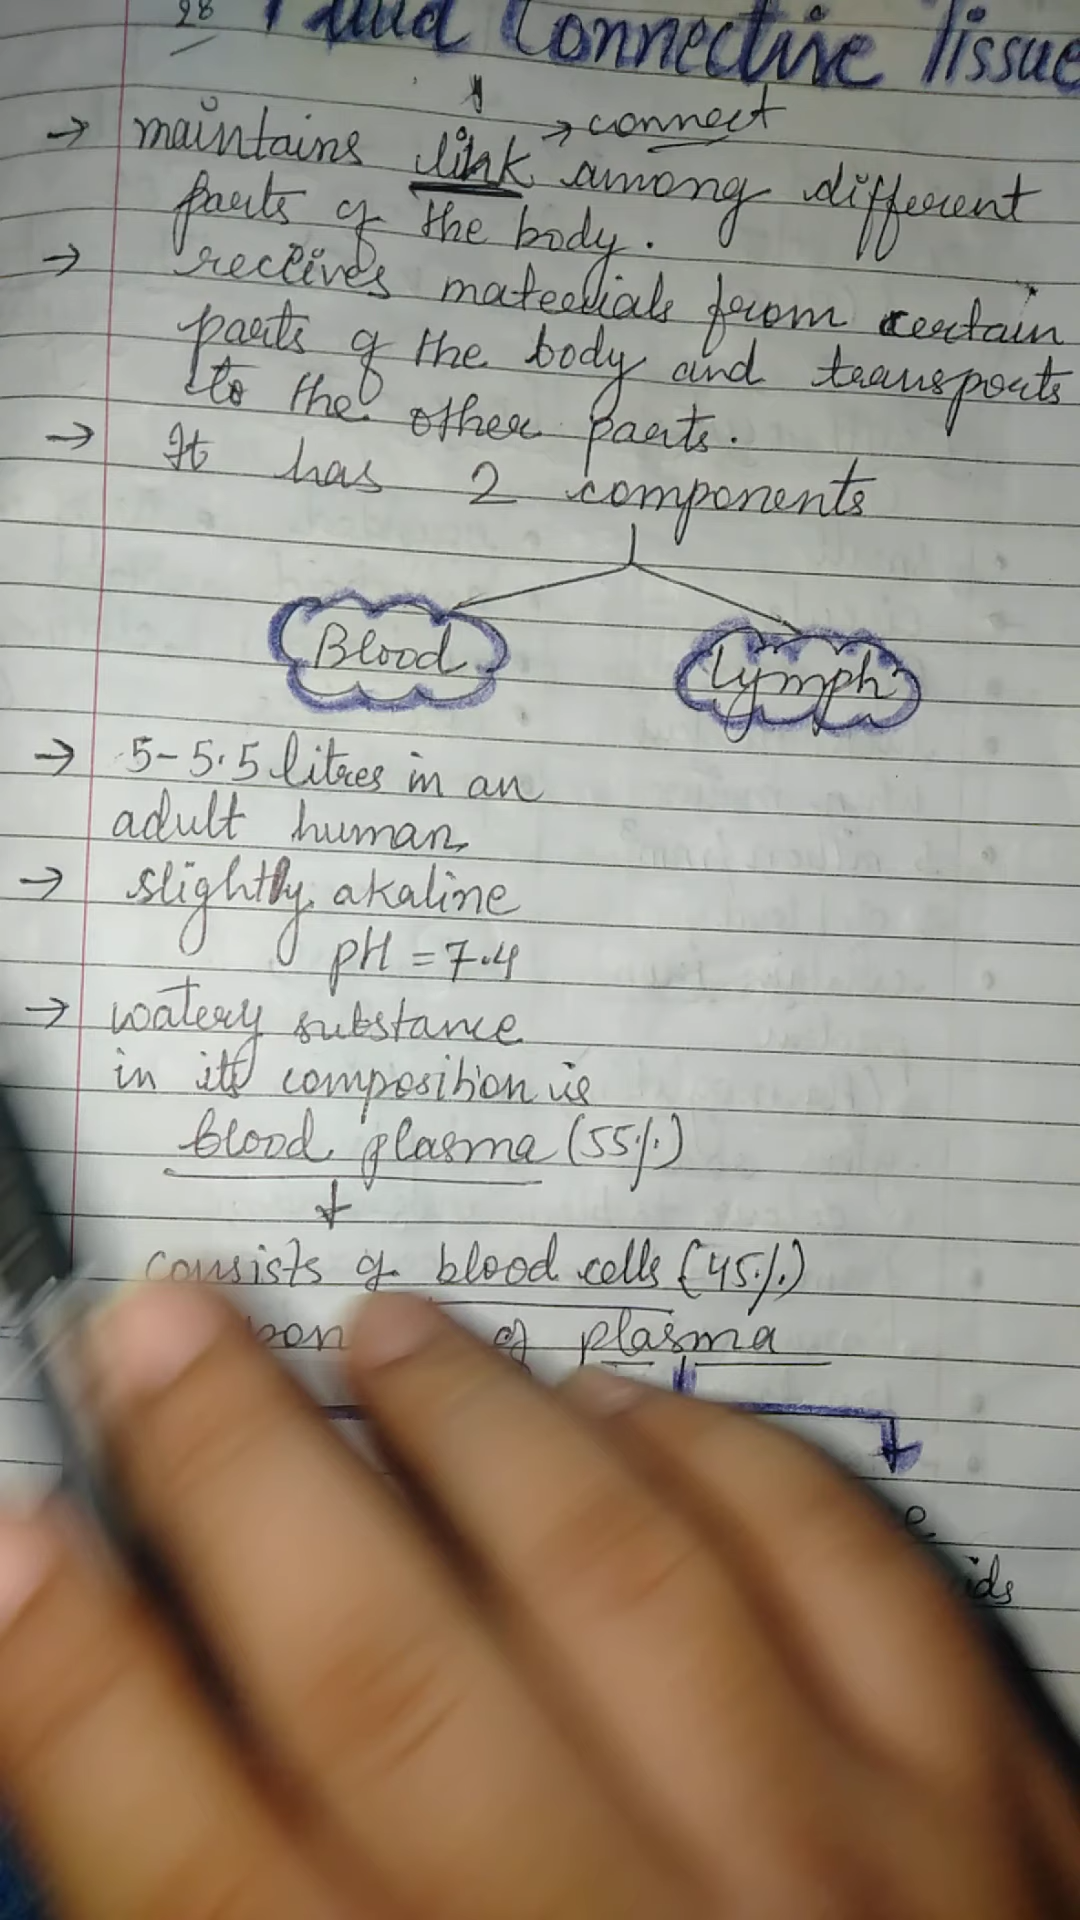 28 Fluid Connective Tissue
→ connect
→ maintains link among different
parts of the body.
→ receives materials from certain
parts of the body and transports
to the other parts.
→ It has 2 components
Blood
Lymph
→ 5-5.5 litres in an
adult human
→ slightly akaline
pH = 7.4
→ watery substance
in its composition is
blood plasma (55%)
consists of blood cells (45%)
of plasma